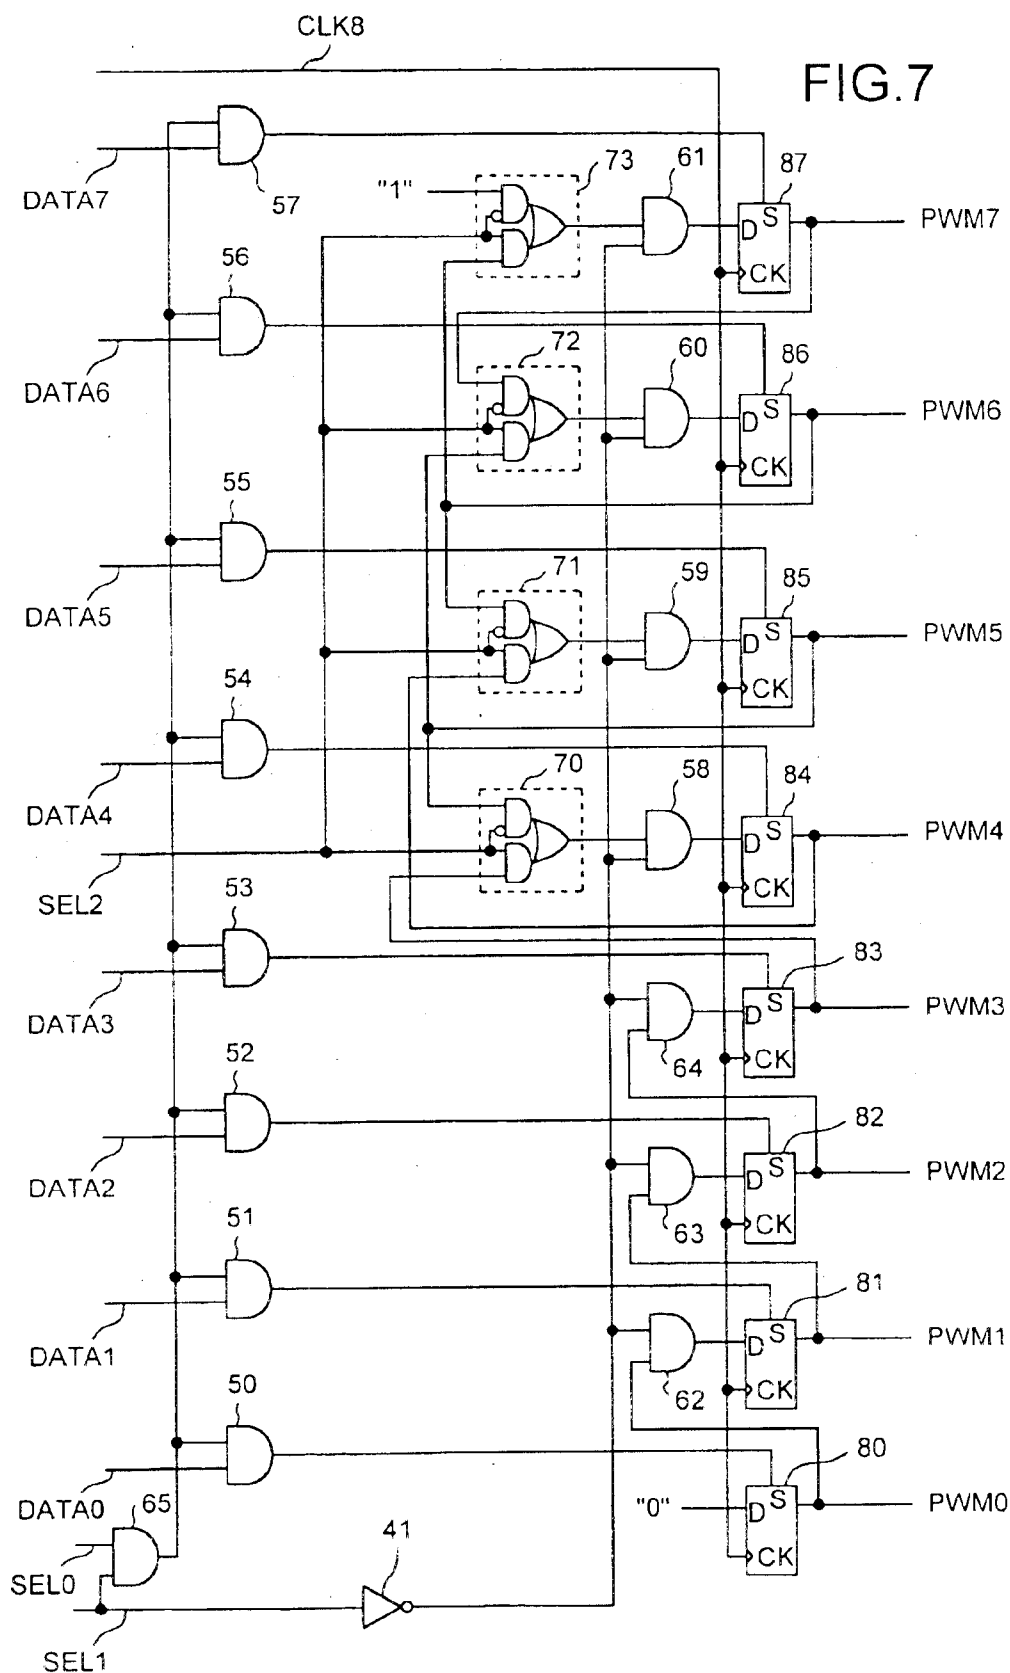 CLK8
FIG.7
DATA7
57
"1"
73
61
87
S
D
CK
PWM7
56
DATA6
72
60
86
S
D
CK
PWM6
55
DATA5
71
59
85
S
D
CK
PWM5
54
DATA4
70
58
84
S
D
CK
PWM4
SEL2
53
DATA3
83
S
D
CK
PWM3
64
52
DATA2
82
S
D
CK
PWM2
63
51
DATA1
81
S
D
CK
PWM1
62
50
DATA0
80
"0"
S
D
CK
PWM0
65
SEL0
41
SEL1